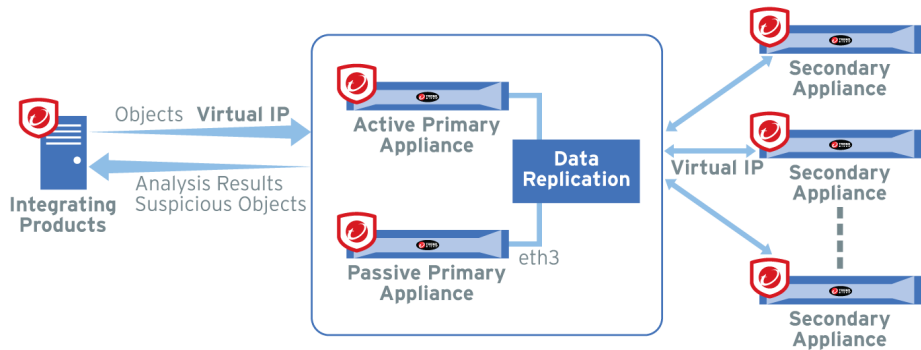 Objects Virtual IP
Analysis Results
Suspicious Objects
Integrating
Products
Active Primary
Appliance
Data
Replication
Passive Primary
Appliance
eth3
Virtual IP
Secondary
Appliance
Secondary
Appliance
Secondary
Appliance